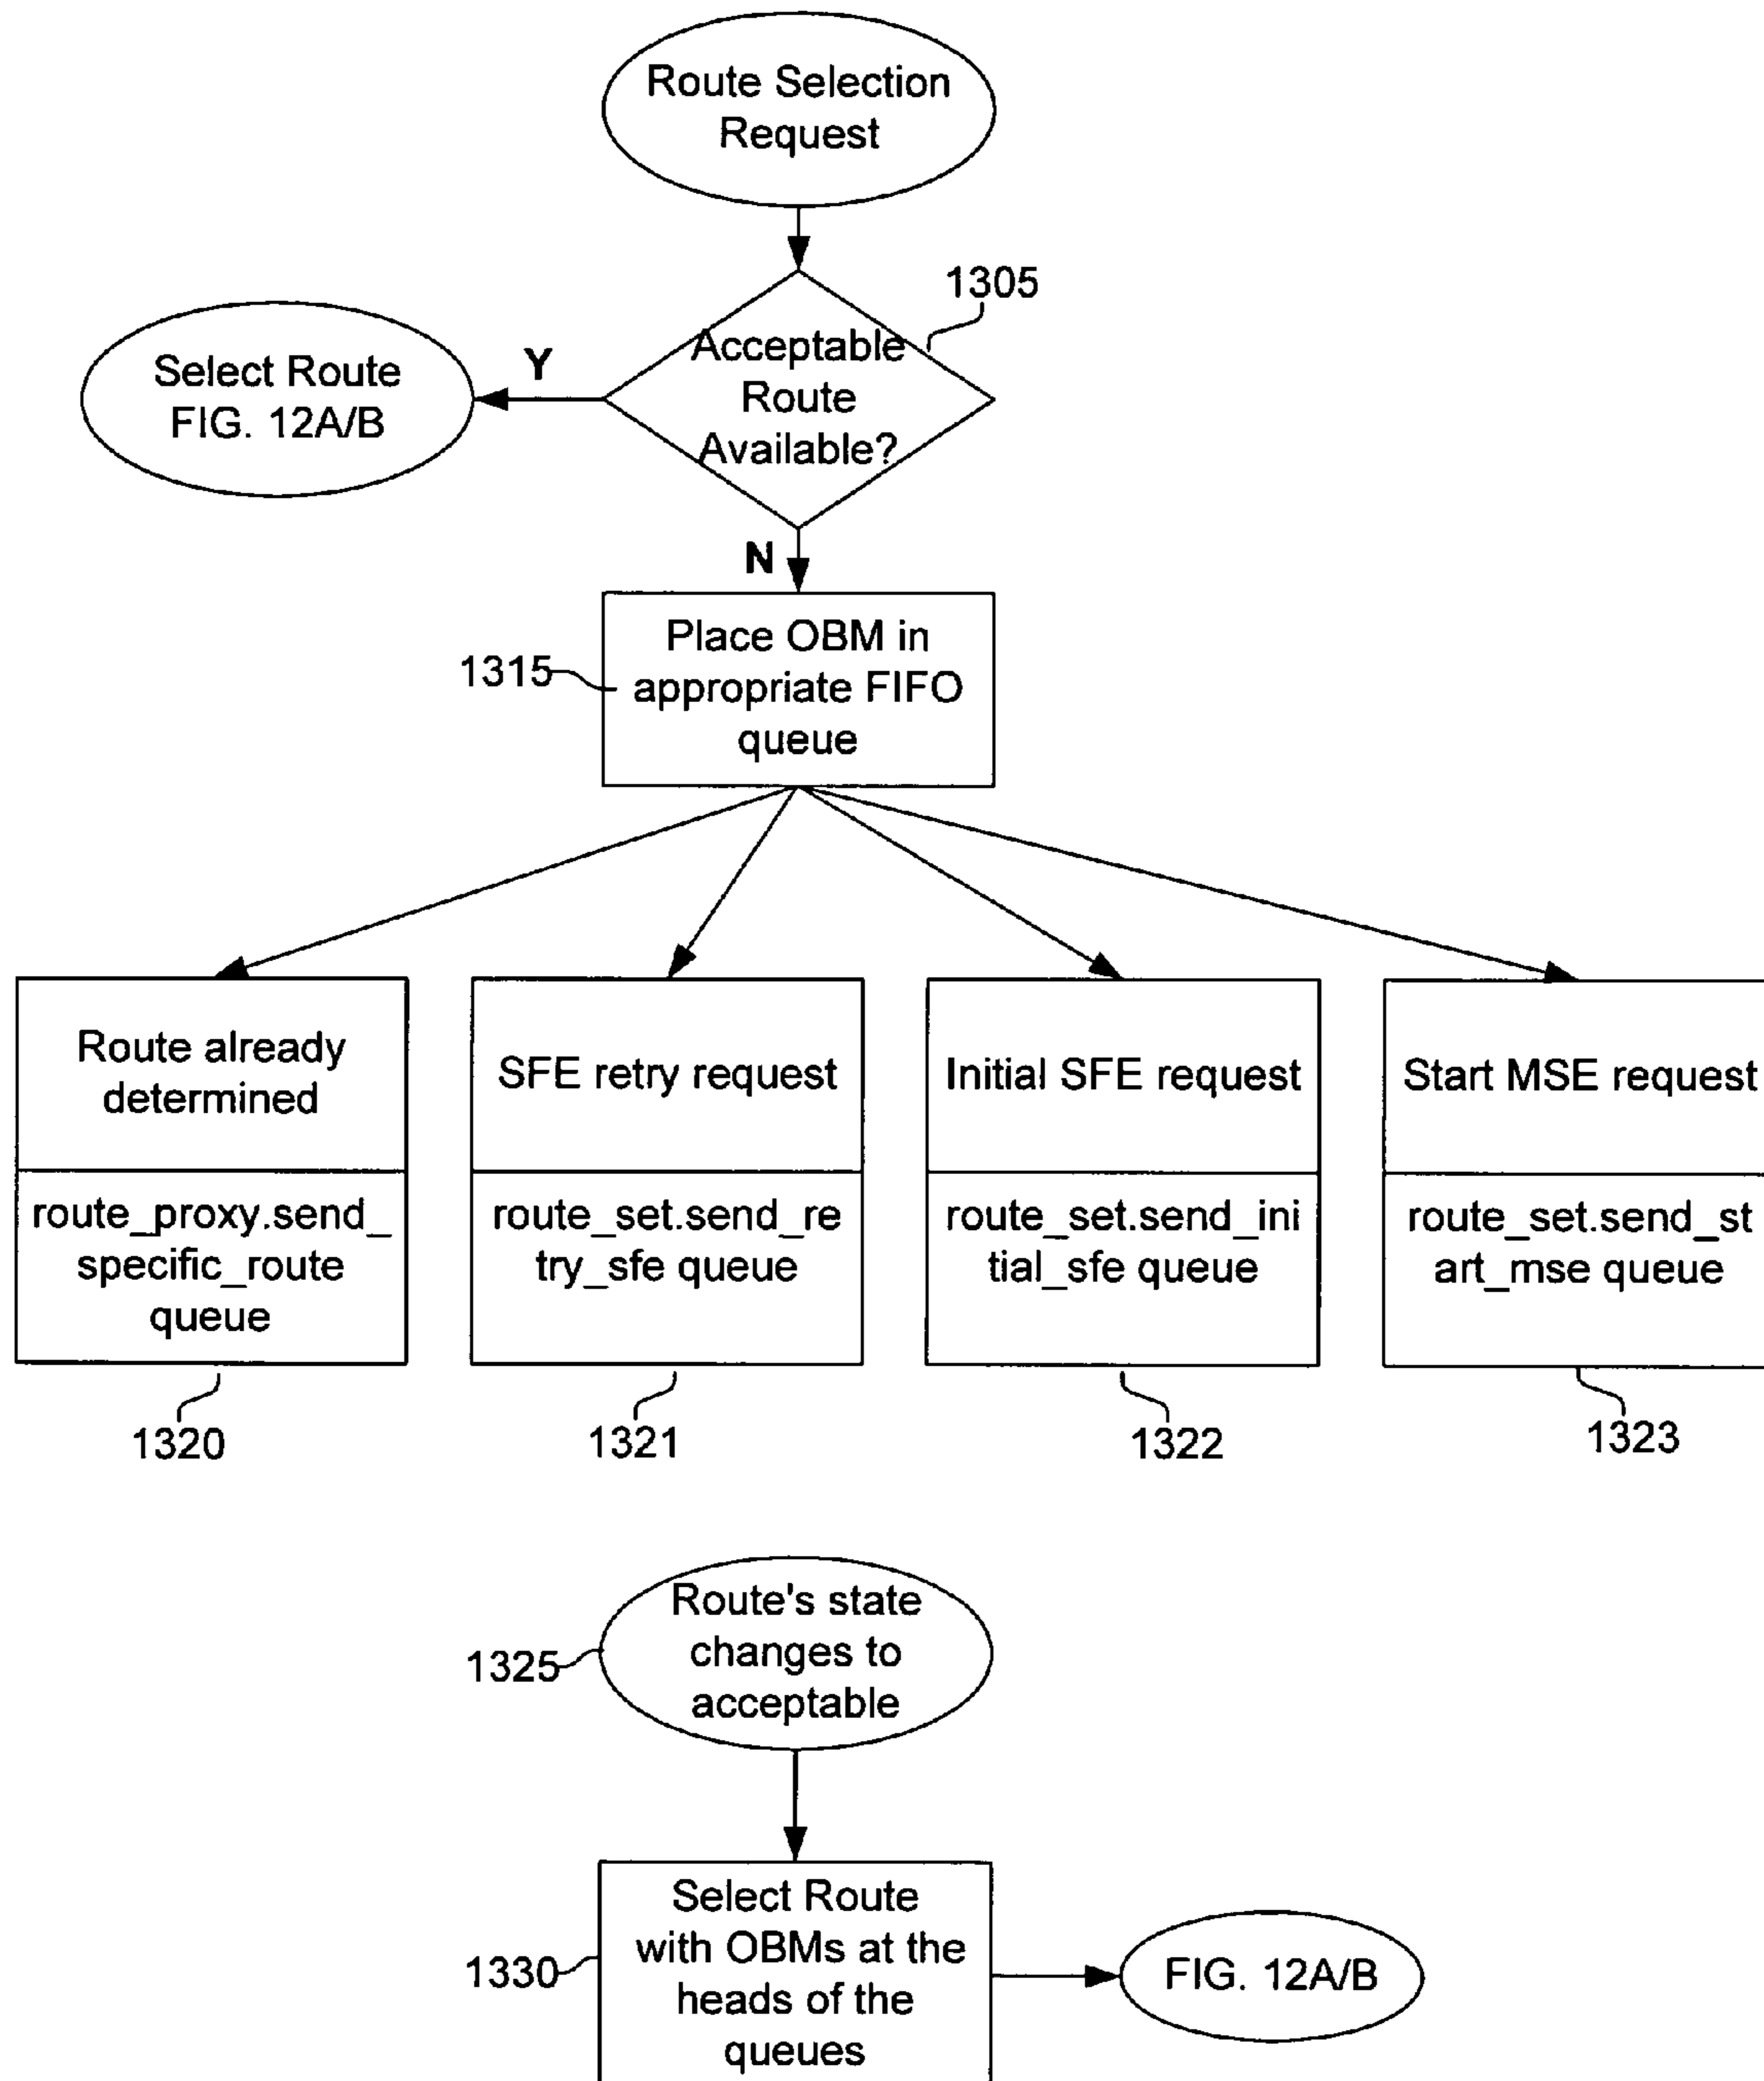 Route Selection
Request
1305
Acceptable
Route
Available?
Y
Select Route
FIG. 12A/B
N
Place OBM in
appropriate FIFO
queue
1315
Route already
determined
route_proxy.send_
specific_route
queue
SFE retry request
route_set.send_re
try_sfe queue
Initial SFE request
route_set.send_ini
tial_sfe queue
Start MSE request
route_set.send_st
art_mse queue
1320
1321
1322
1323
Route's state
changes to
acceptable
1325
Select Route
with OBMs at the
heads of the
queues
1330
FIG. 12A/B